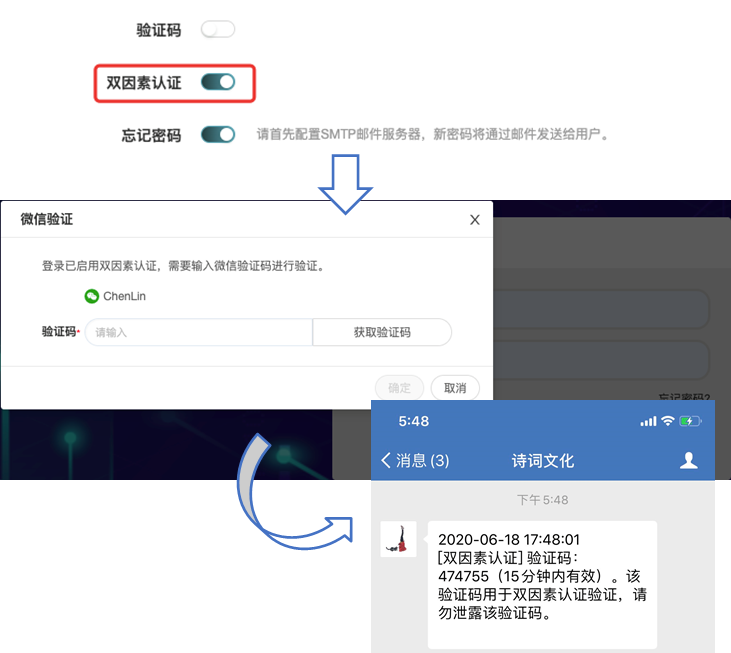 验证码
双因素认证
忘记密码 请首先配置SMTP邮件服务器，新密码将通过邮件发送给用户。
微信验证 X
登录已启用双因素认证，需要输入微信验证码进行验证。
ChenLin
验证码* 请输入 获取验证码
确定 取消
忘记密码?
5:48
消息 (3) 诗词文化
下午 5:48
2020-06-18 17:48:01
[双因素认证] 验证码：
474755（15分钟内有效）。该
验证码用于双因素认证验证，请
勿泄露该验证码。